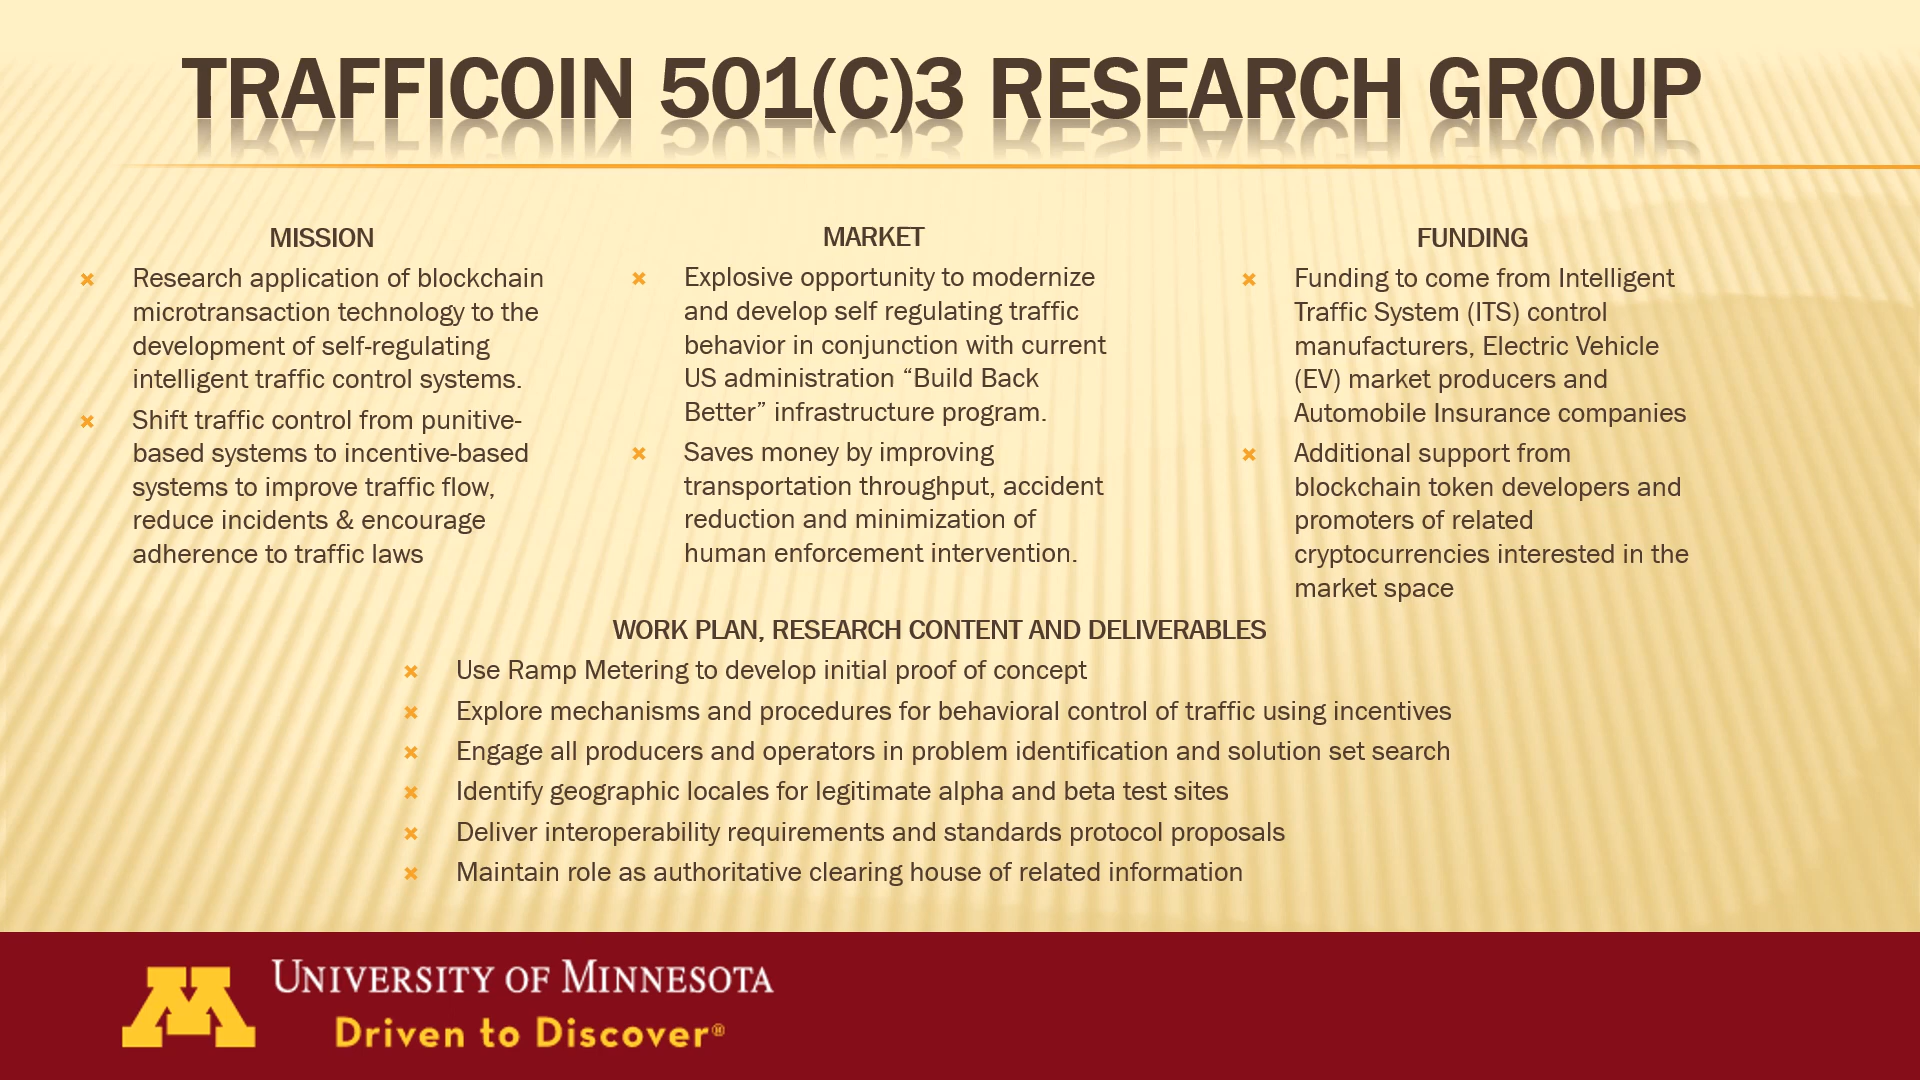 TRAFFICOIN 501(C)3 RESEARCH GROUP
MISSION
Research application of blockchain
microtransaction technology to the
development of self-regulating
intelligent traffic control systems.
Shift traffic control from punitive-
based systems to incentive-based
systems to improve traffic flow,
reduce incidents & encourage
adherence to traffic laws
MARKET
Explosive opportunity to modernize
and develop self regulating traffic
behavior in conjunction with current
US administration “Build Back
Better” infrastructure program.
Saves money by improving
transportation throughput, accident
reduction and minimization of
human enforcement intervention.
FUNDING
Funding to come from Intelligent
Traffic System (ITS) control
manufacturers, Electric Vehicle
(EV) market producers and
Automobile Insurance companies
Additional support from
blockchain token developers and
promoters of related
cryptocurrencies interested in the
market space
WORK PLAN, RESEARCH CONTENT AND DELIVERABLES
Use Ramp Metering to develop initial proof of concept
Explore mechanisms and procedures for behavioral control of traffic using incentives
Engage all producers and operators in problem identification and solution set search
Identify geographic locales for legitimate alpha and beta test sites
Deliver interoperability requirements and standards protocol proposals
Maintain role as authoritative clearing house of related information
M
UNIVERSITY OF MINNESOTA
Driven to Discover®